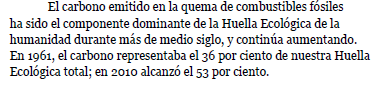 El carbono emitido en la quema de combustibles fósiles
ha sido el componente dominante de la Huella Ecológica de la
humanidad durante más de medio siglo, y continúa aumentando.
En 1961, el carbono representaba el 36 por ciento de nuestra Huella
Ecológica total; en 2010 alcanzó el 53 por ciento.